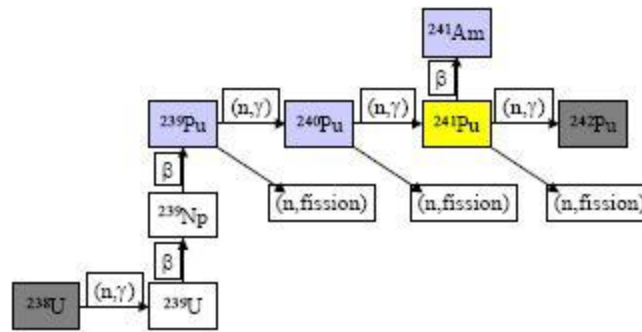 ²⁴¹Am
β
(n,γ) (n,γ) (n,γ)
²³⁹Pu ²⁴⁰Pu ²⁴¹Pu ²⁴²Pu
β
(n,fission) (n,fission) (n,fission)
²³⁹Np
β
(n,γ)
²³⁸U ²³⁹U